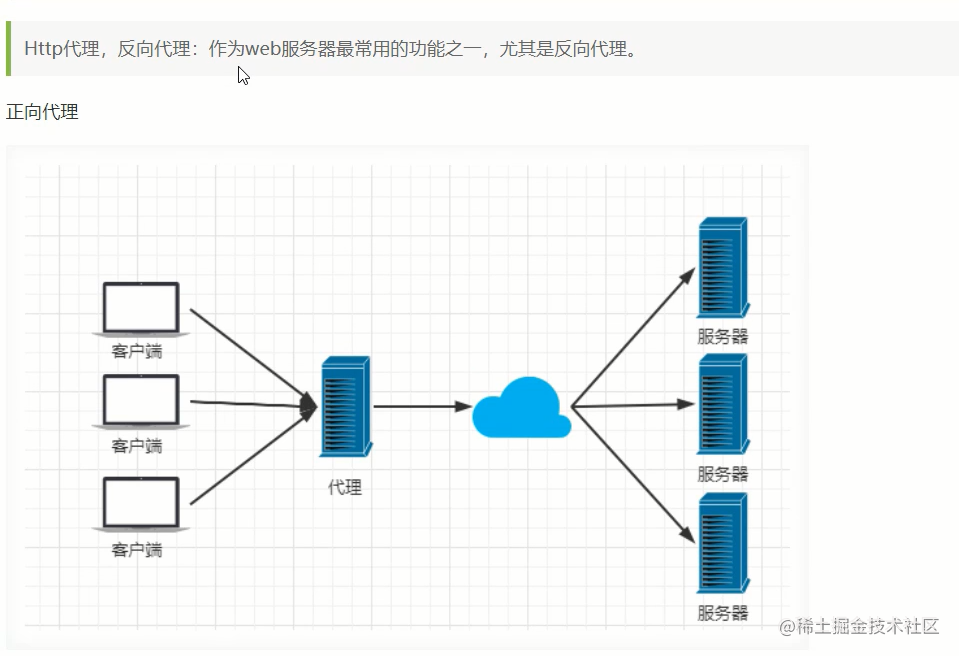 Http代理，反向代理：作为web服务器最常用的功能之一，尤其是反向代理。
正向代理
服务器
客户端
客户端
服务器
代理
客户端
服务器
@稀土掘金技术社区